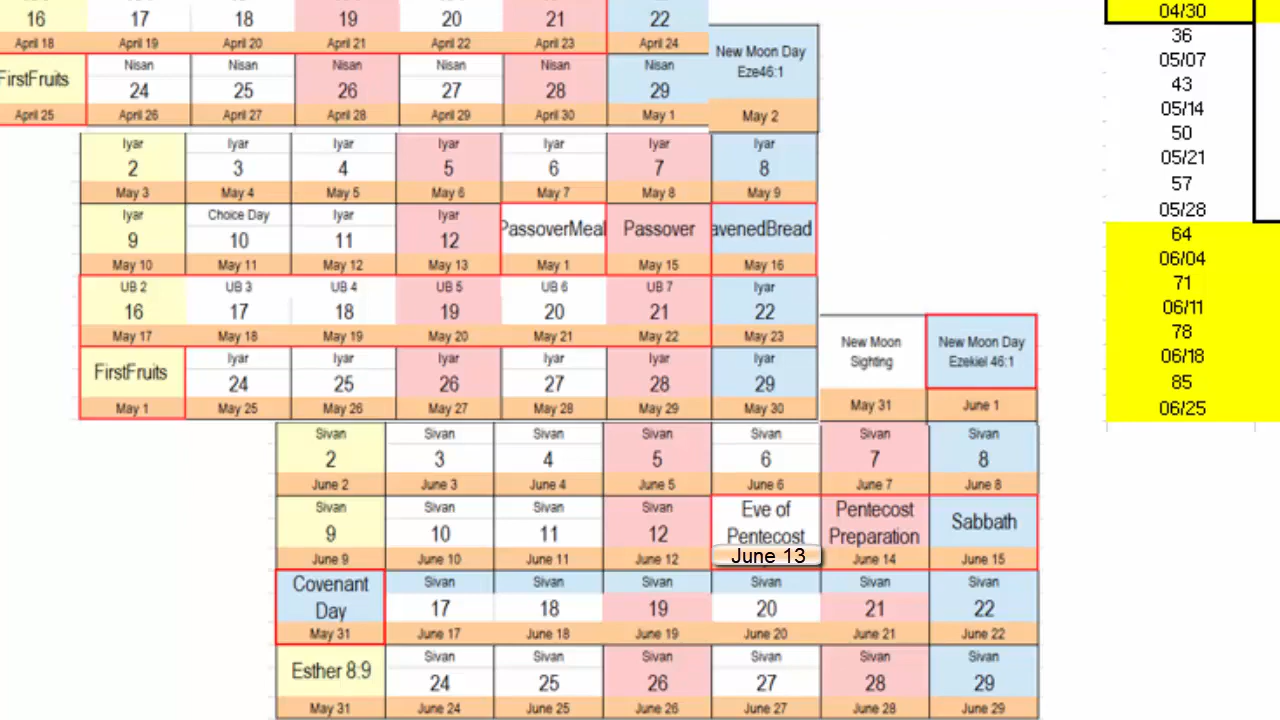 16 17 18 19 20 21 22
April 18 April 19 April 20 April 21 April 22 April 23 April 24
FirstFruits Nisan Nisan Nisan Nisan Nisan Nisan New Moon Day
24 25 26 27 28 29 Eze46:1
April 25 April 26 April 27 April 28 April 29 April 30 May 1 May 2
Iyar Iyar Iyar Iyar Iyar Iyar Iyar
2 3 4 5 6 7 8
May 3 May 4 May 5 May 6 May 7 May 8 May 9
Iyar Choice Day Iyar Iyar PassoverMeal Passover avenedBread
9 10 11 12
May 10 May 11 May 12 May 13 May 1 May 15 May 16
UB 2 UB 3 UB 4 UB 5 UB 6 UB 7 Iyar
16 17 18 19 20 21 22
May 17 May 18 May 19 May 20 May 21 May 22 May 23
FirstFruits Iyar Iyar Iyar Iyar Iyar Iyar New Moon New Moon Day
24 25 26 27 28 29 Sighting Ezekiel 46:1
May 1 May 25 May 26 May 27 May 28 May 29 May 30 May 31 June 1
Sivan Sivan Sivan Sivan Sivan Sivan Sivan
2 3 4 5 6 7 8
June 2 June 3 June 4 June 5 June 6 June 7 June 8
Sivan Sivan Sivan Sivan Eve of Pentecost Sabbath
9 10 11 12 Pentecost Preparation
June 9 June 10 June 11 June 12 June 13 June 14 June 15
Covenant Sivan Sivan Sivan Sivan Sivan Sivan
Day 17 18 19 20 21 22
May 31 June 17 June 18 June 19 June 20 June 21 June 22
Esther 8:9 Sivan Sivan Sivan Sivan Sivan Sivan
24 25 26 27 28 29
May 31 June 24 June 25 June 26 June 27 June 28 June 29
04/30
36
05/07
43
05/14
50
05/21
57
05/28
64
06/04
71
06/11
78
06/18
85
06/25